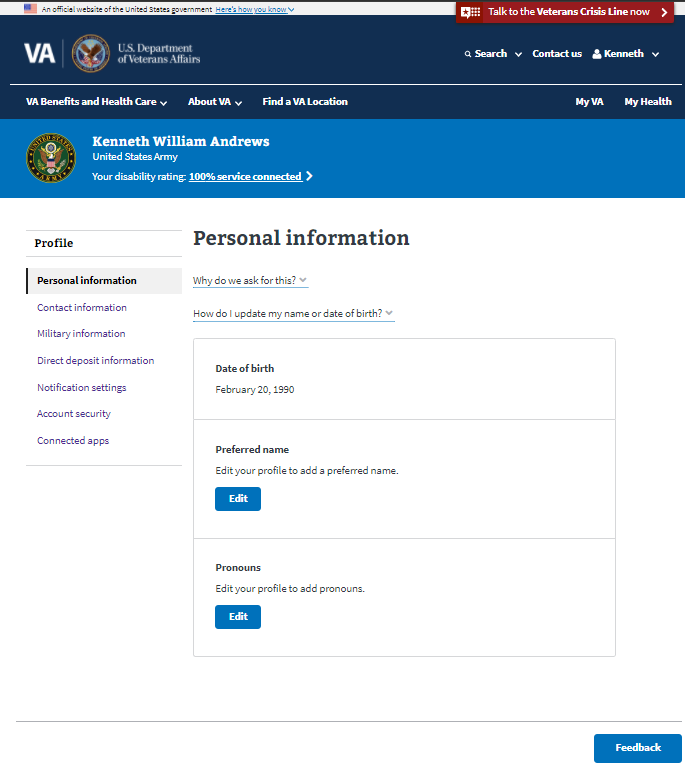 An official website of the United States government Here's how you know
Talk to the Veterans Crisis Line now
VA
U.S. Department
of Veterans Affairs
Search Contact us Kenneth
VA Benefits and Health Care About VA Find a VA Location My VA My Health
UNITED STATES
ARMY
Kenneth William Andrews
United States Army
Your disability rating: 100% service connected
Profile
Personal information
Contact information
Military information
Direct deposit information
Notification settings
Account security
Connected apps
Personal information
Why do we ask for this?
How do I update my name or date of birth?
Date of birth
February 20, 1990
Preferred name
Edit your profile to add a preferred name.
Edit
Pronouns
Edit your profile to add pronouns.
Edit
Feedback